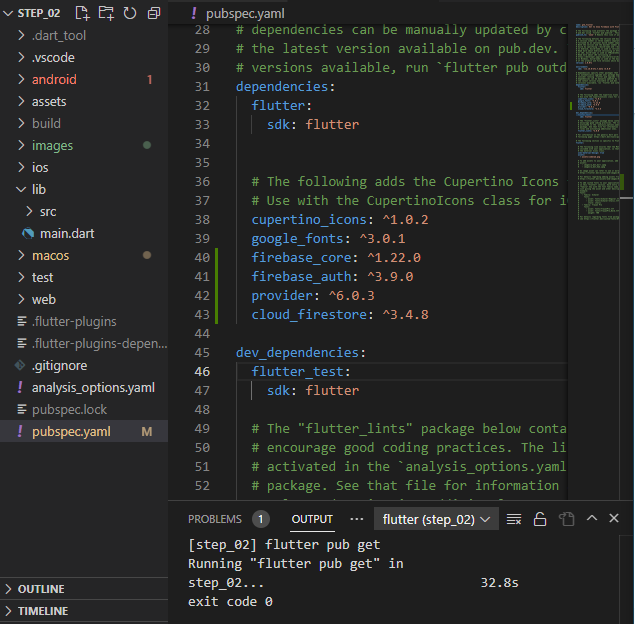 STEP_02
.dart_tool
.vscode
android 1
assets
build
images
ios
lib
src
main.dart
macos
test
web
.flutter-plugins
.flutter-plugins-depen...
.gitignore
! analysis_options.yaml
pubspec.lock
! pubspec.yaml M
OUTLINE
TIMELINE
! pubspec.yaml
28 # dependencies can be manually updated by c
29 # the latest version available on pub.dev.
30 # versions available, run `flutter pub outd
31 dependencies:
32 flutter:
33 sdk: flutter
34
35
36 # The following adds the Cupertino Icons
37 # Use with the CupertinoIcons class for i
38 cupertino_icons: ^1.0.2
39 google_fonts: ^3.0.1
40 firebase_core: ^1.22.0
41 firebase_auth: ^3.9.0
42 provider: ^6.0.3
43 cloud_firestore: ^3.4.8
44
45 dev_dependencies:
46 flutter_test:
47 sdk: flutter
48
49 # The "flutter_lints" package below conta
50 # encourage good coding practices. The li
51 # activated in the `analysis_options.yaml
52 # package. See that file for information
PROBLEMS 1 OUTPUT ... flutter (step_02)
[step_02] flutter pub get
Running "flutter pub get" in
step_02... 32.8s
exit code 0